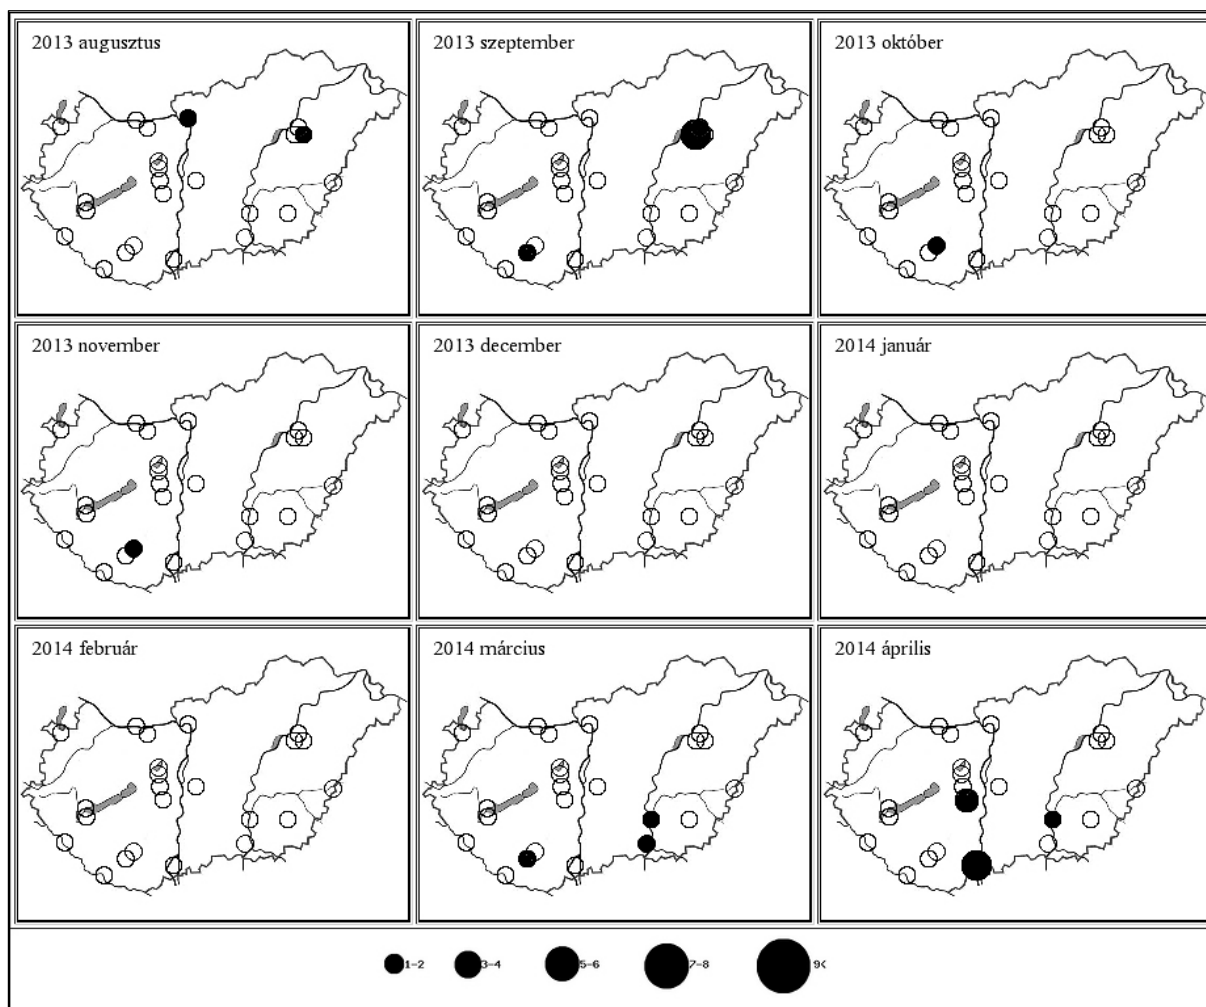 2013 augusztus
2013 szeptember
2013 október
2013 november
2013 december
2014 január
2014 február
2014 március
2014 április
1-2
3-4
5-6
7-8
9<